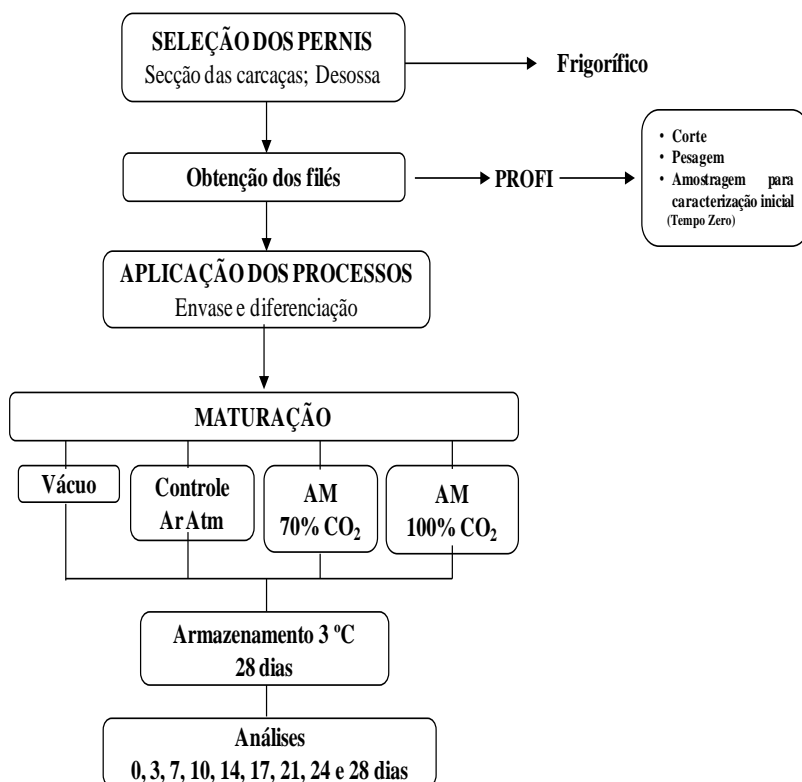 SELEÇÃO DOS PERNIS
Secção das carcaças; Desossa
Frigorífico
Obtenção dos filés
PROFI
• Corte
• Pesagem
• Amostragem para
caracterização inicial
(Tempo Zero)
APLICAÇÃO DOS PROCESSOS
Envase e diferenciação
MATURAÇÃO
Vácuo
Controle
Ar Atm
AM
70% CO₂
AM
100% CO₂
Armazenamento 3 ºC
28 dias
Análises
0, 3, 7, 10, 14, 17, 21, 24 e 28 dias